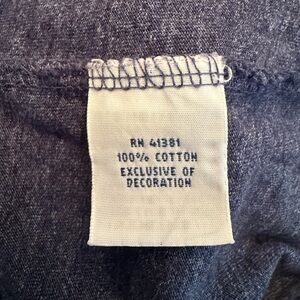 RN 41381
100% COTTON
EXCLUSIVE OF
DECORATION